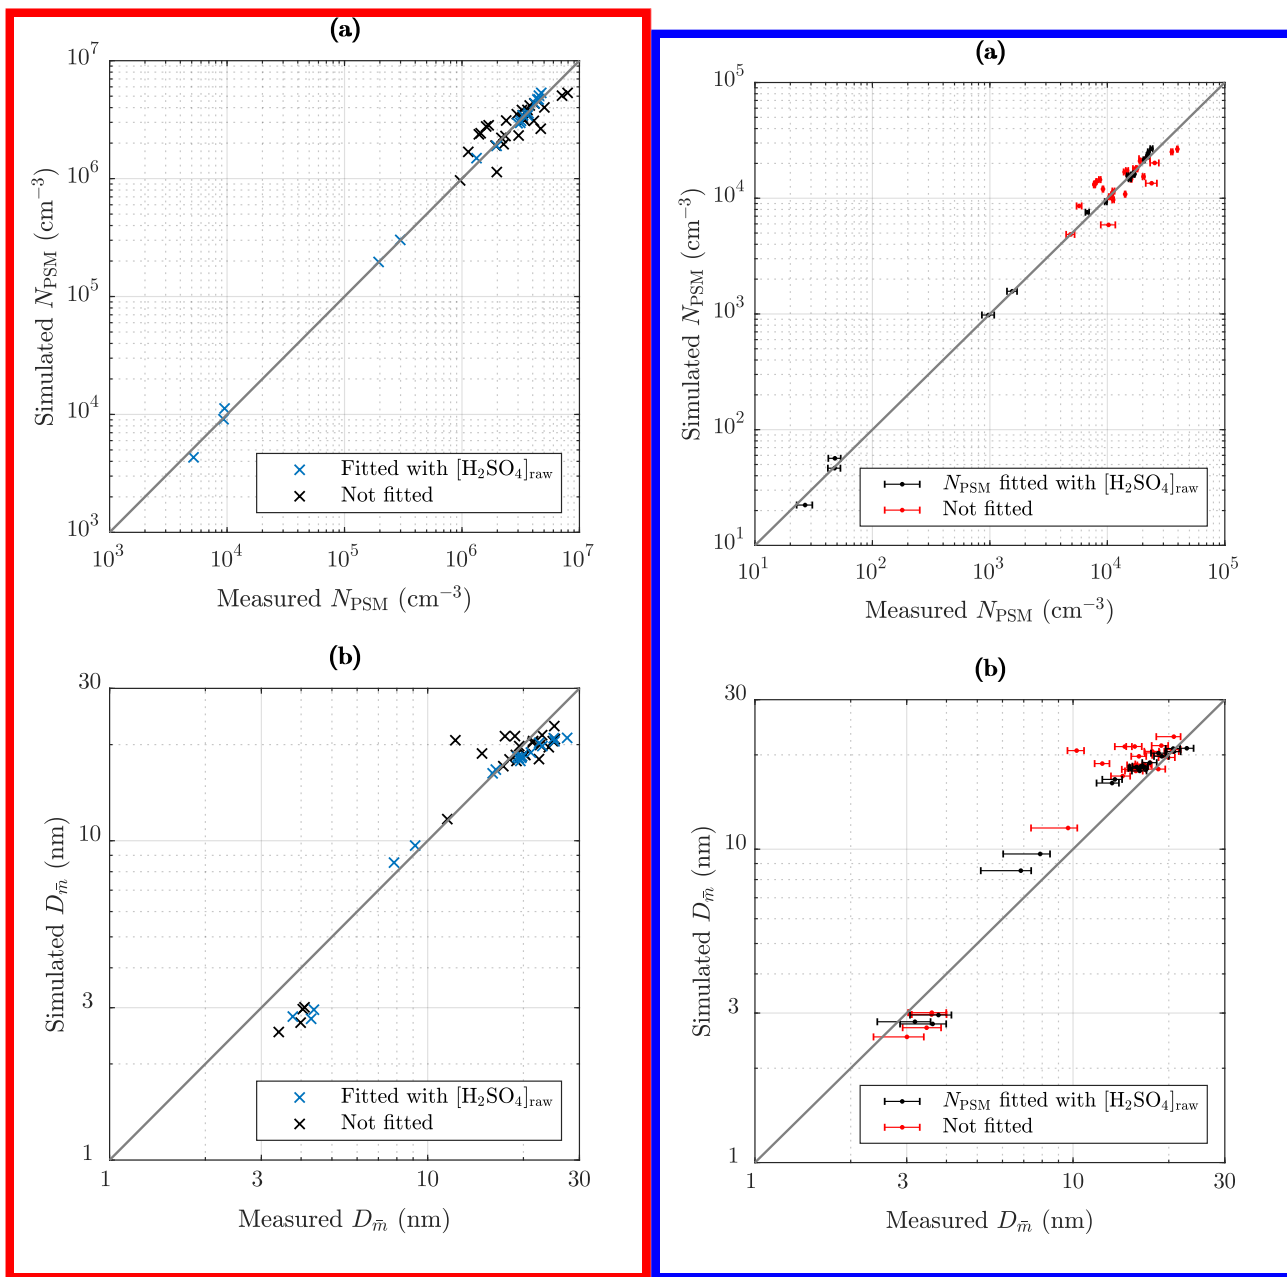 (a)
10^7
10^6
10^5
10^4
10^3
10^3 10^4 10^5 10^6 10^7
Simulated N_PSM (cm^−3)
Measured N_PSM (cm^−3)
Fitted with [H₂SO₄]_raw
Not fitted
(b)
30
10
3
1
1 3 10 30
Simulated D_m̄ (nm)
Measured D_m̄ (nm)
Fitted with [H₂SO₄]_raw
Not fitted
(a)
10^5
10^4
10^3
10^2
10^1
10^1 10^2 10^3 10^4 10^5
Simulated N_PSM (cm^−3)
Measured N_PSM (cm^−3)
N_PSM fitted with [H₂SO₄]_raw
Not fitted
(b)
30
10
3
1
1 3 10 30
Simulated D_m̄ (nm)
Measured D_m̄ (nm)
N_PSM fitted with [H₂SO₄]_raw
Not fitted